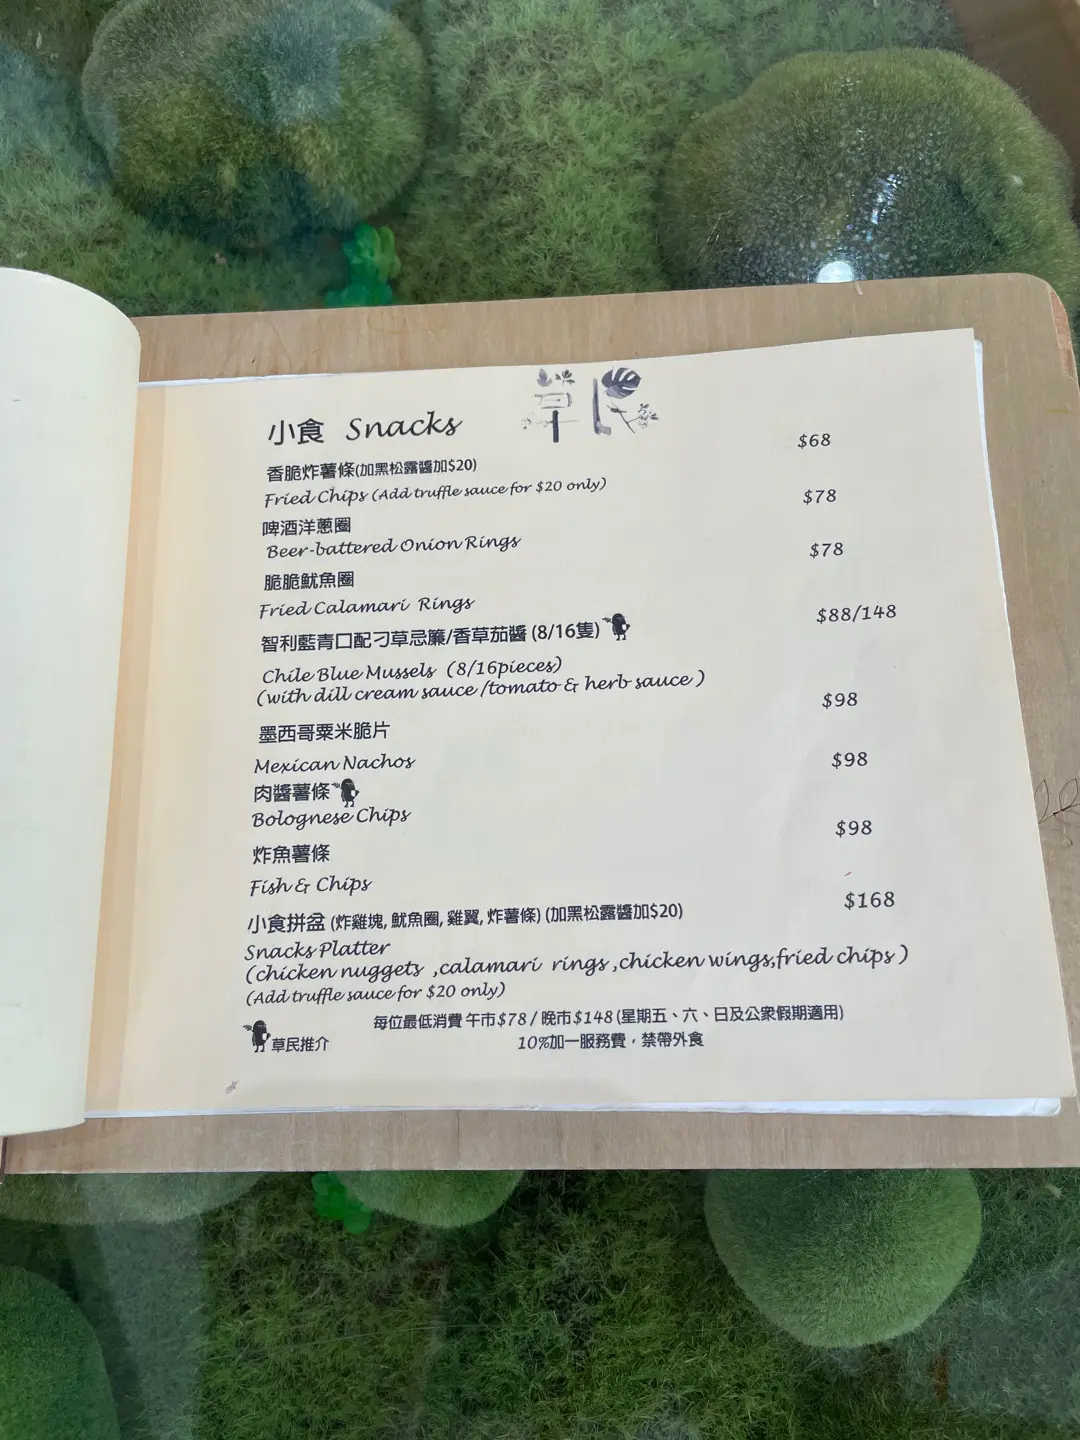 草民
小食 Snacks
香脆炸薯條(加黑松露醬加$20) $68
Fried Chips (Add truffle sauce for $20 only)
啤酒洋蔥圈 $78
Beer-battered Onion Rings
脆脆魷魚圈 $78
Fried Calamari Rings
智利藍青口配刁草忌廉/香草茄醬 (8/16隻) $88/148
Chile Blue Mussels (8/16pieces)
(with dill cream sauce /tomato & herb sauce )
墨西哥粟米脆片 $98
Mexican Nachos
肉醬薯條 $98
Bolognese Chips
炸魚薯條 $98
Fish & Chips
小食拼盆 (炸雞塊, 魷魚圈, 雞翼, 炸薯條) (加黑松露醬加$20) $168
Snacks Platter
(chicken nuggets ,calamari rings ,chicken wings,fried chips )
(Add truffle sauce for $20 only)
每位最低消費 午市$78 / 晚市$148 (星期五、六、日及公眾假期適用)
草民推介 10%加一服務費，禁帶外食